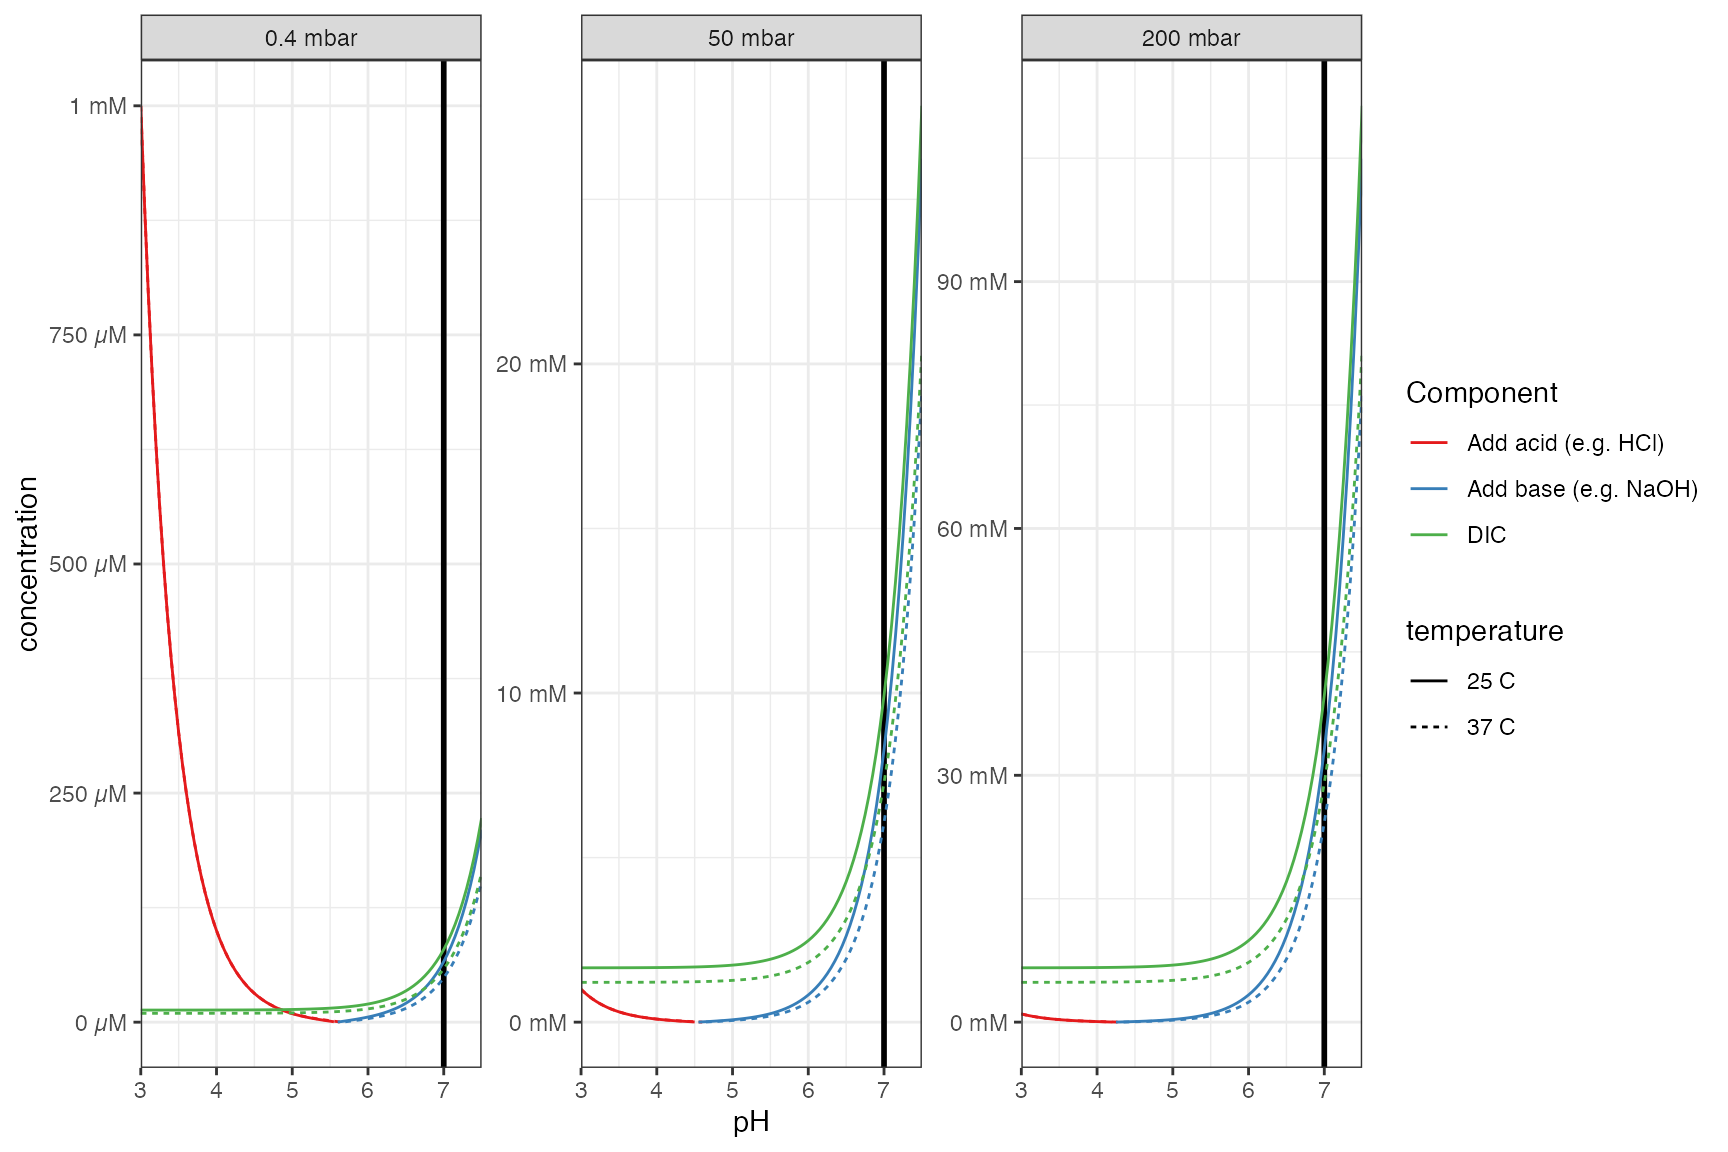 0.4 mbar
50 mbar
200 mbar
concentration
1 mM
750 µM
500 µM
250 µM
0 µM
20 mM
10 mM
0 mM
90 mM
60 mM
30 mM
0 mM
3 4 5 6 7
3 4 5 6 7
3 4 5 6 7
pH
Component
Add acid (e.g. HCl)
Add base (e.g. NaOH)
DIC
temperature
25 C
37 C